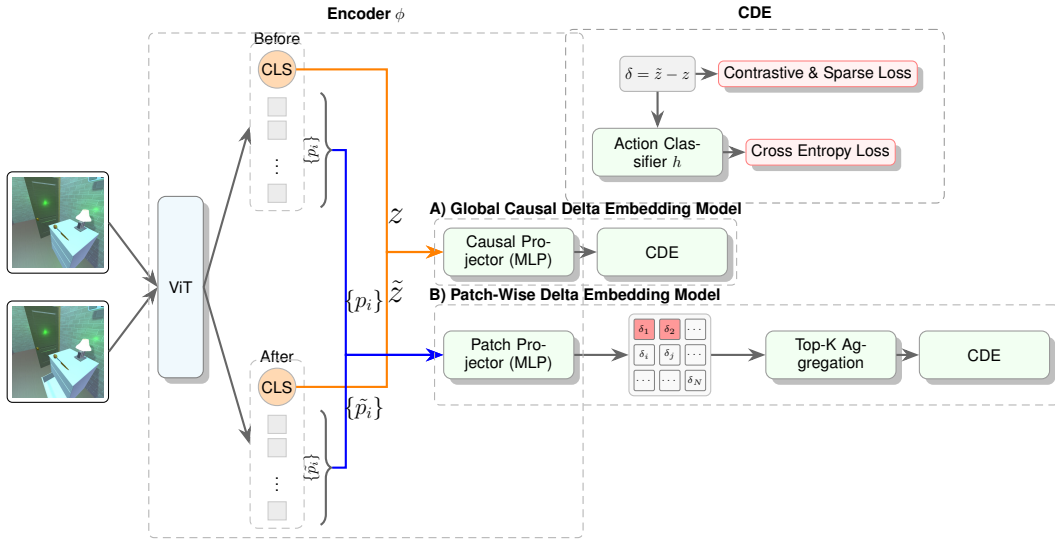 Encoder ϕ
CDE
Before
CLS
{p_i}
⋮
ViT
After
CLS
{p̃_i}
⋮
z
z̃
{p_i}
{p̃_i}
δ = z̃ − z
Contrastive & Sparse Loss
Action Clas-
sifier h
Cross Entropy Loss
A) Global Causal Delta Embedding Model
Causal Pro-
jector (MLP)
CDE
B) Patch-Wise Delta Embedding Model
Patch Pro-
jector (MLP)
δ_1 δ_2 ⋯
δ_i δ_j ⋯
⋯ ⋯ δ_N
Top-K Ag-
gregation
CDE